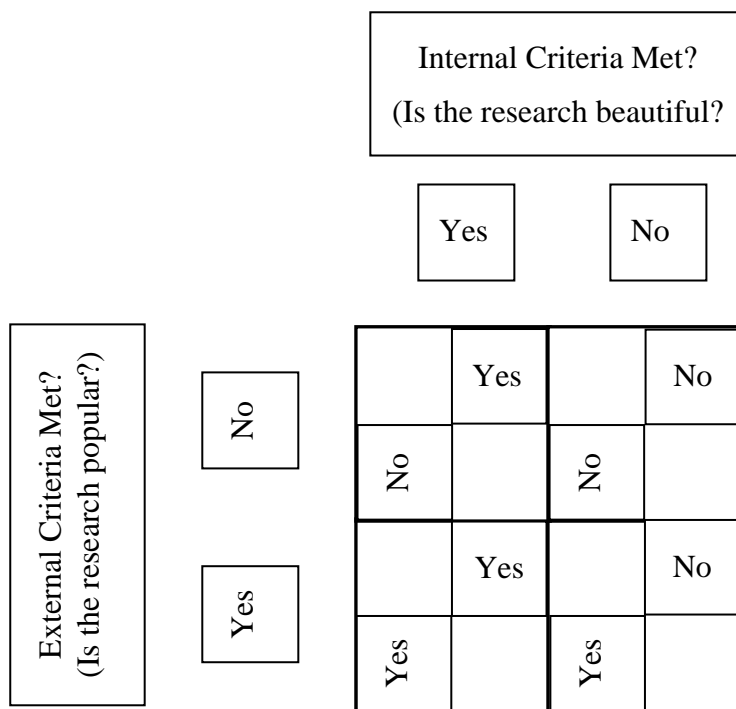 Internal Criteria Met?
(Is the research beautiful?
Yes
No
External Criteria Met?
(Is the research popular?)
No
Yes
Yes
No
No
No
Yes
No
Yes
Yes